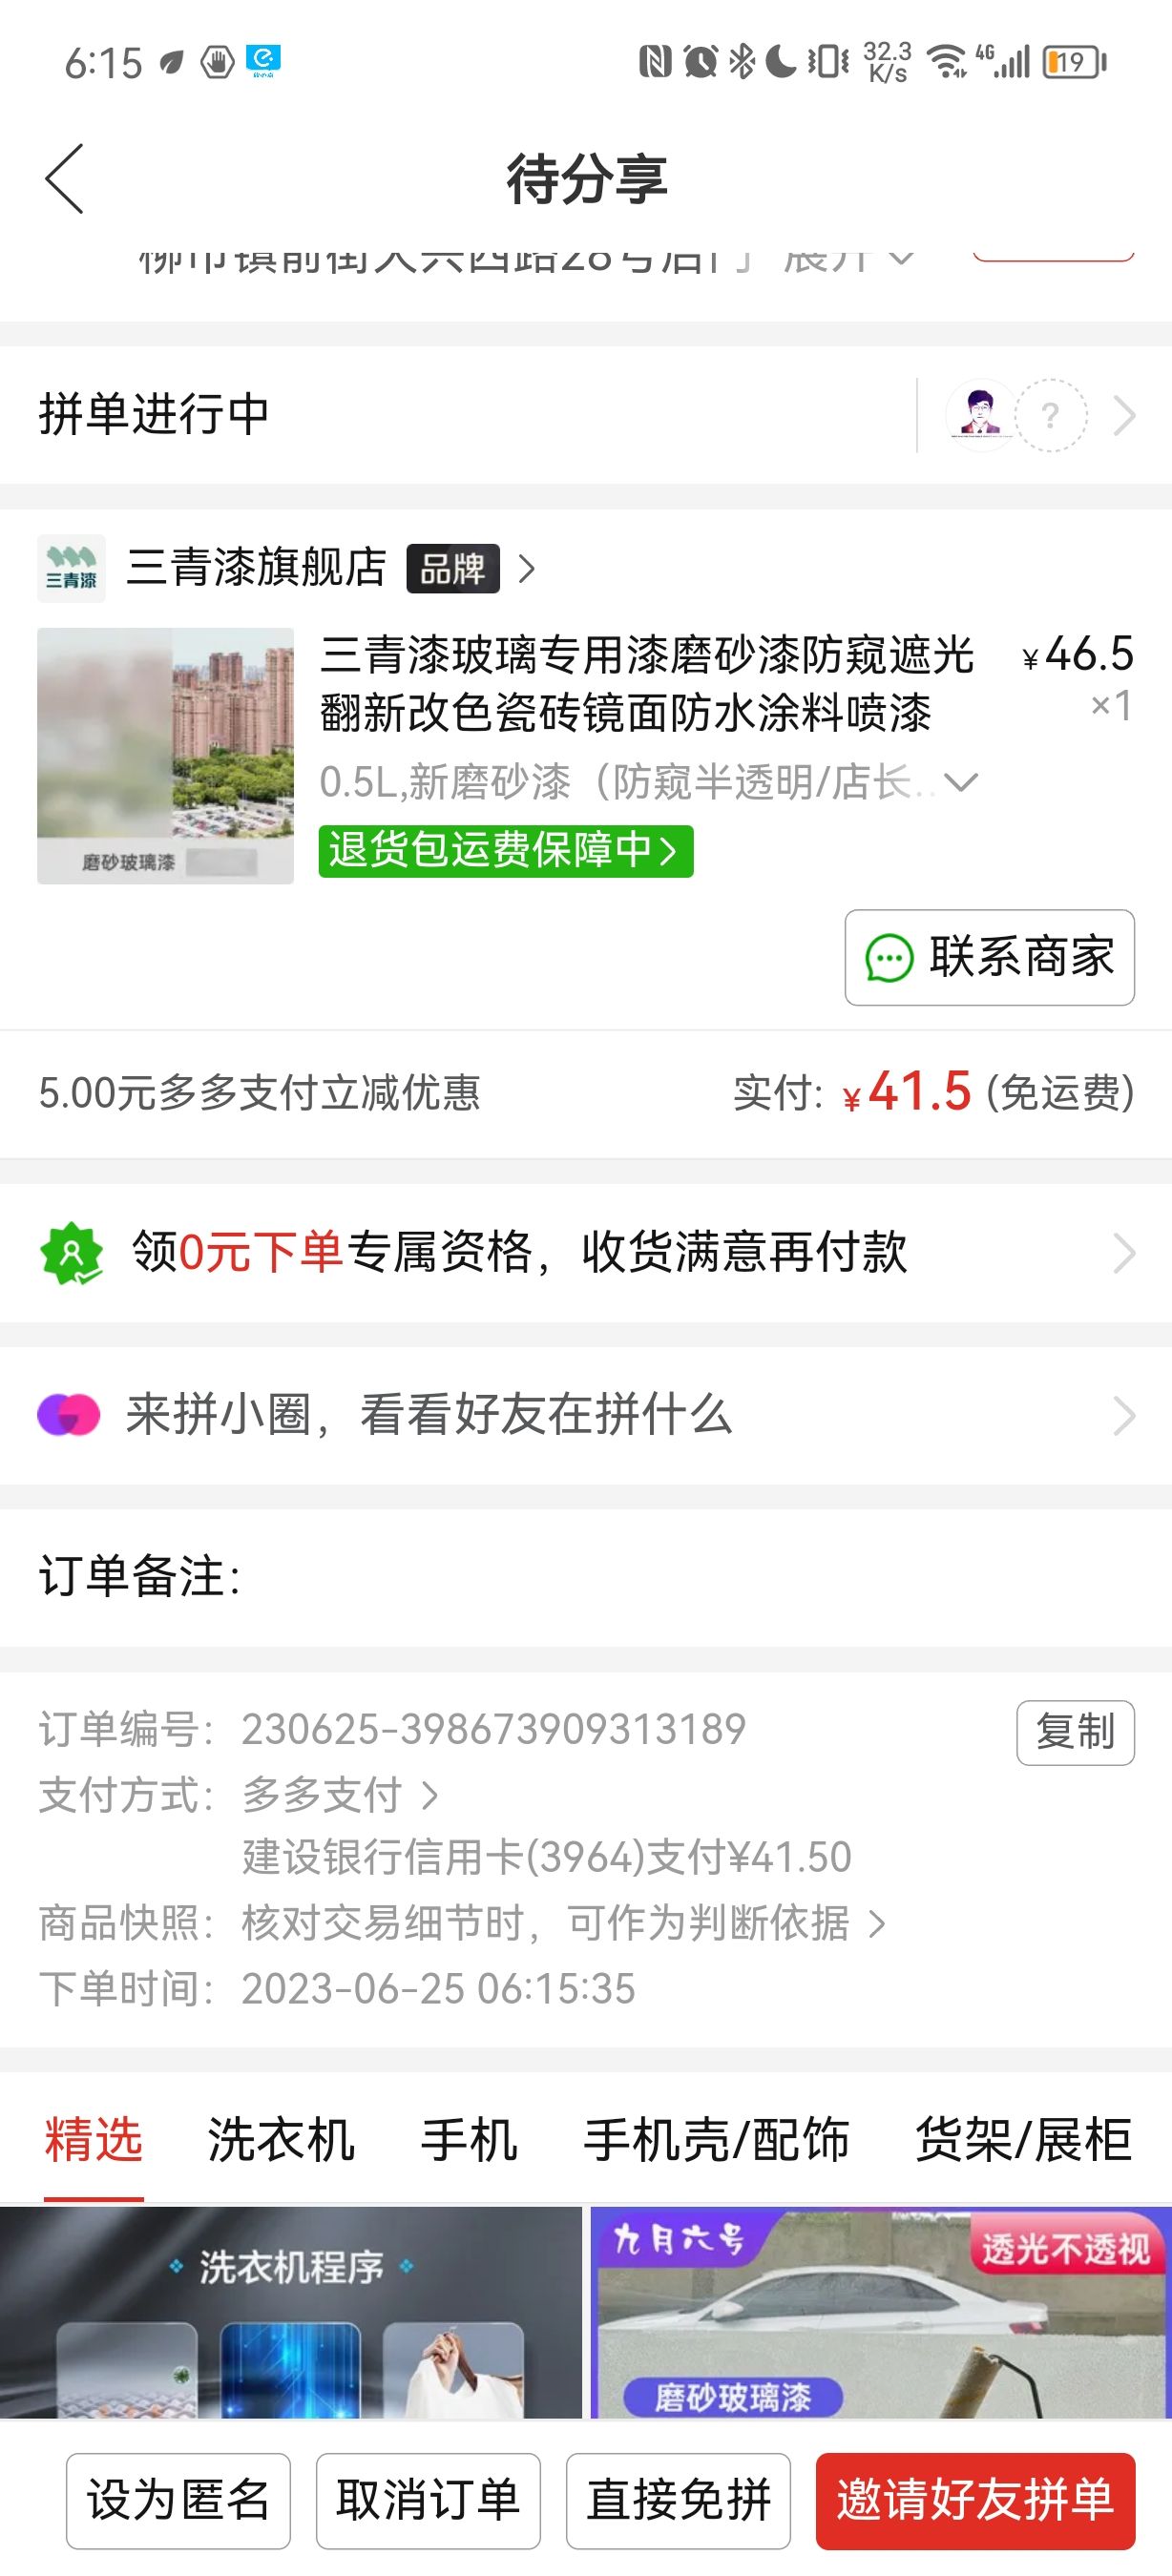 6:15
32.3
K/s
4G
19
待分享
柳市镇前街大兴西路28号后门 展开
拼单进行中
?
三青漆
三青漆旗舰店 品牌
三青漆玻璃专用漆磨砂漆防窥遮光
翻新改色瓷砖镜面防水涂料喷漆
¥46.5
×1
0.5L,新磨砂漆（防窥半透明/店长...
退货包运费保障中
磨砂玻璃漆
联系商家
5.00元多多支付立减优惠
实付: ¥41.5 (免运费)
领0元下单专属资格，收货满意再付款
来拼小圈，看看好友在拼什么
订单备注:
订单编号: 230625-398673909313189
复制
支付方式: 多多支付
建设银行信用卡(3964)支付¥41.50
商品快照: 核对交易细节时，可作为判断依据
下单时间: 2023-06-25 06:15:35
精选 洗衣机 手机 手机壳/配饰 货架/展柜
洗衣机程序
九月六号
透光不透视
磨砂玻璃漆
设为匿名 取消订单 直接免拼 邀请好友拼单